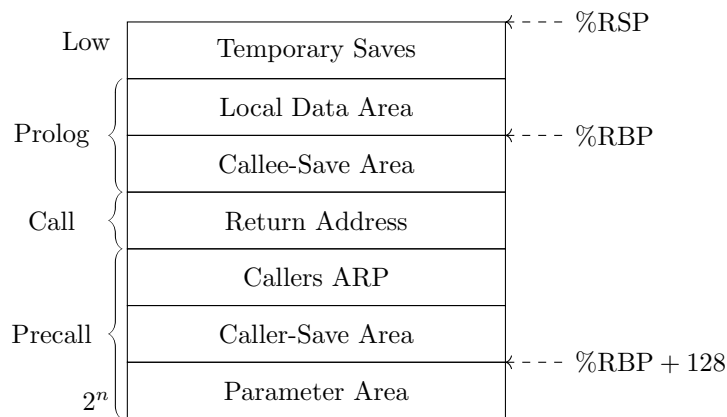 %RSP
Low
Temporary Saves
Local Data Area
Prolog
%RBP
Callee-Save Area
Call
Return Address
Callers ARP
Precall
Caller-Save Area
%RBP + 128
2ⁿ
Parameter Area